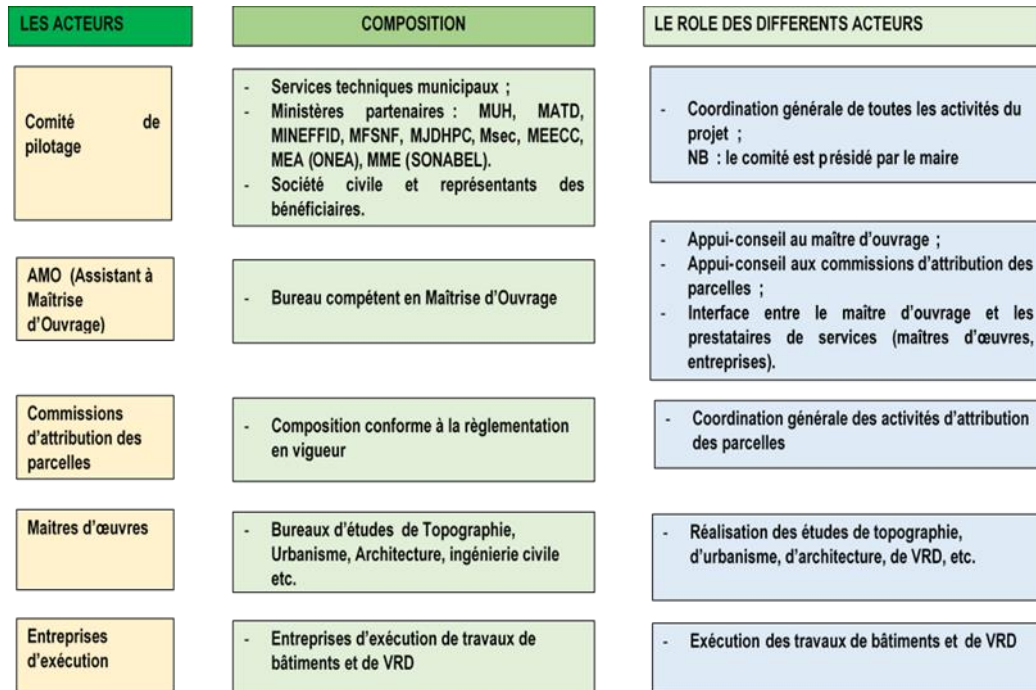 LES ACTEURS
COMPOSITION
LE ROLE DES DIFFERENTS ACTEURS
Comité de
pilotage
- Services techniques municipaux ;
- Ministères partenaires : MUH, MATD,
MINEFFID, MFSNF, MJDHPC, Msec, MEECC,
MEA (ONEA), MME (SONABEL).
- Société civile et représentants des
bénéficiaires.
- Coordination générale de toutes les activités du
projet ;
NB : le comité est présidé par le maire
AMO (Assistant à
Maîtrise
d'Ouvrage)
- Bureau compétent en Maîtrise d'Ouvrage
- Appui-conseil au maître d'ouvrage ;
- Appui-conseil aux commissions d'attribution des
parcelles ;
- Interface entre le maître d'ouvrage et les
prestataires de services (maîtres d'œuvres,
entreprises).
Commissions
d'attribution des
parcelles
- Composition conforme à la règlementation
en vigueur
- Coordination générale des activités d'attribution
des parcelles
Maitres d'œuvres
- Bureaux d'études de Topographie,
Urbanisme, Architecture, ingénierie civile
etc.
- Réalisation des études de topographie,
d'urbanisme, d'architecture, de VRD, etc.
Entreprises
d'exécution
- Entreprises d'exécution de travaux de
bâtiments et de VRD
- Exécution des travaux de bâtiments et de VRD